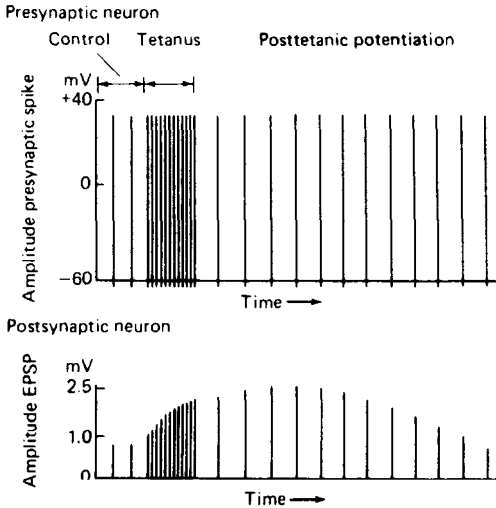 Presynaptic neuron
Control Tetanus Posttetanic potentiation
mV
+40
0
−60
Amplitude presynaptic spike
Time →
Postsynaptic neuron
mV
2.5
1.0
0
Amplitude EPSP
Time →